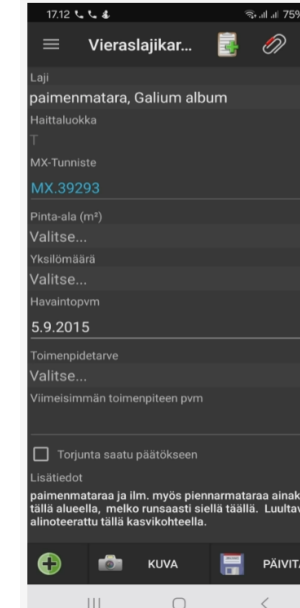 17.12 75%
Vieraslajikar...
Laji
paimenmatara, Galium album
Haittaluokka
T
MX-Tunniste
MX.39293
Pinta-ala (m²)
Valitse...
Yksilömäärä
Valitse...
Havaintopvm
5.9.2015
Toimenpidetarve
Valitse...
Viimeisimmän toimenpiteen pvm
Torjunta saatu päätökseen
Lisätiedot
paimenmataraa ja ilm. myös piennarmataraa ainak
tällä alueella, melko runsaasti siellä täällä. Luultav
alinoteerattu tällä kasvikohteella.
KUVA PÄIVITÄ